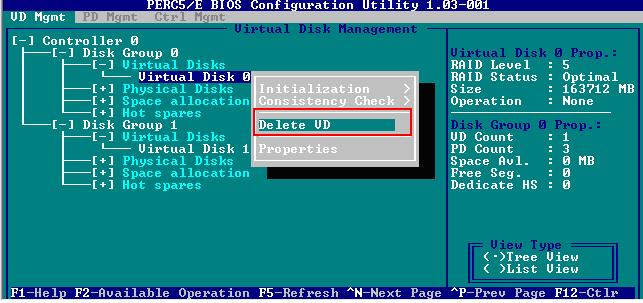 PERC5/E BIOS Configuration Utility 1.03-001
VD Mgmt PD Mgmt Ctrl Mgmt
Virtual Disk Management
[-] Controller 0
[-] Disk Group 0
[-] Virtual Disks
Virtual Disk 0
[+] Physical Disks
[+] Space allocation
[+] Hot spares
[-] Disk Group 1
[-] Virtual Disks
Virtual Disk 1
[+] Physical Disks
[+] Space allocation
[+] Hot spares
Initialization >
Consistency Check >
Delete VD
Properties
Virtual Disk 0 Prop.:
RAID Level : 5
RAID Status : Optimal
Size : 163712 MB
Operation : None
Disk Group 0 Prop.:
VD Count : 1
PD Count : 3
Space Avl. : 0 MB
Free Seg. : 0
Dedicate HS : 0
View Type
(·)Tree View
( )List View
F1-Help F2-Available Operation F5-Refresh ^N-Next Page ^P-Prev Page F12-Ctlr